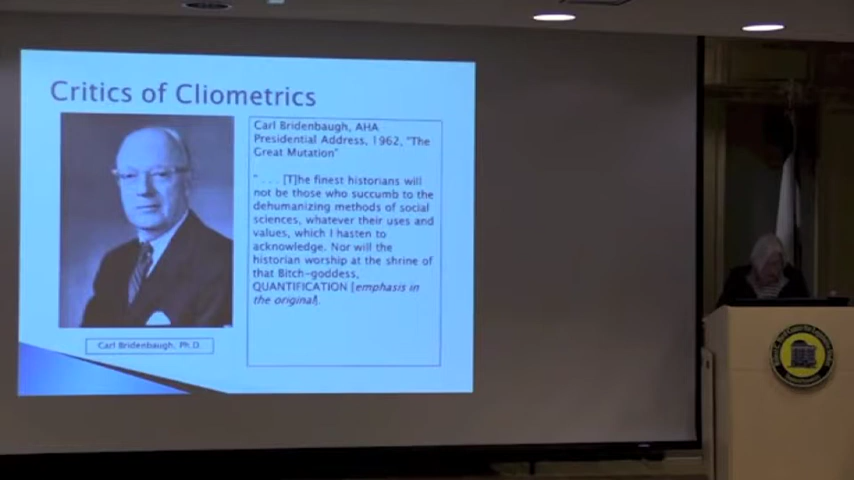 Critics of Cliometrics
Carl Bridenbaugh, AHA
Presidential Address, 1962, "The
Great Mutation"
" . . . [T]he finest historians will
not be those who succumb to the
dehumanizing methods of social
sciences, whatever their uses and
values, which I hasten to
acknowledge. Nor will the
historian worship at the shrine of
that Bitch-goddess,
QUANTIFICATION [emphasis in
the original].
Carl Bridenbaugh, Ph.D.